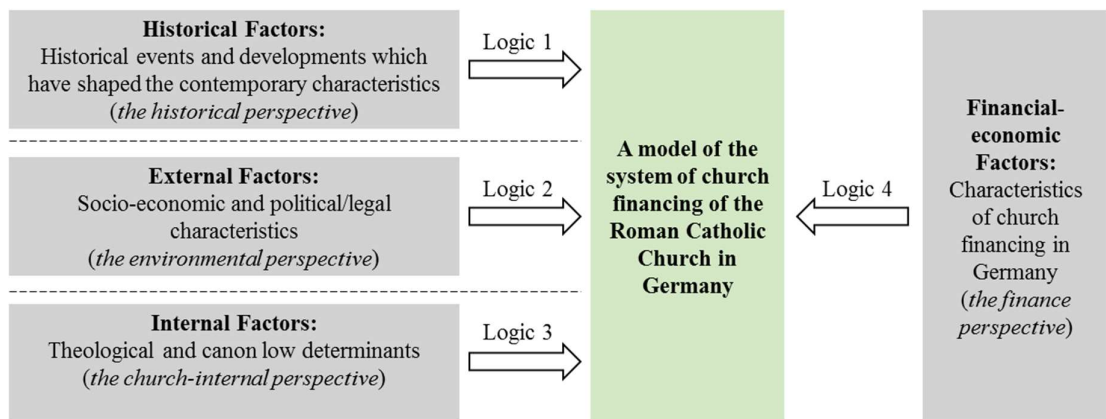 Historical Factors:
Historical events and developments which
have shaped the contemporary characteristics
(the historical perspective)
Logic 1
External Factors:
Socio-economic and political/legal
characteristics
(the environmental perspective)
Logic 2
Internal Factors:
Theological and canon low determinants
(the church-internal perspective)
Logic 3
A model of the
system of church
financing of the
Roman Catholic
Church in
Germany
Logic 4
Financial-
economic
Factors:
Characteristics
of church
financing in
Germany
(the finance
perspective)